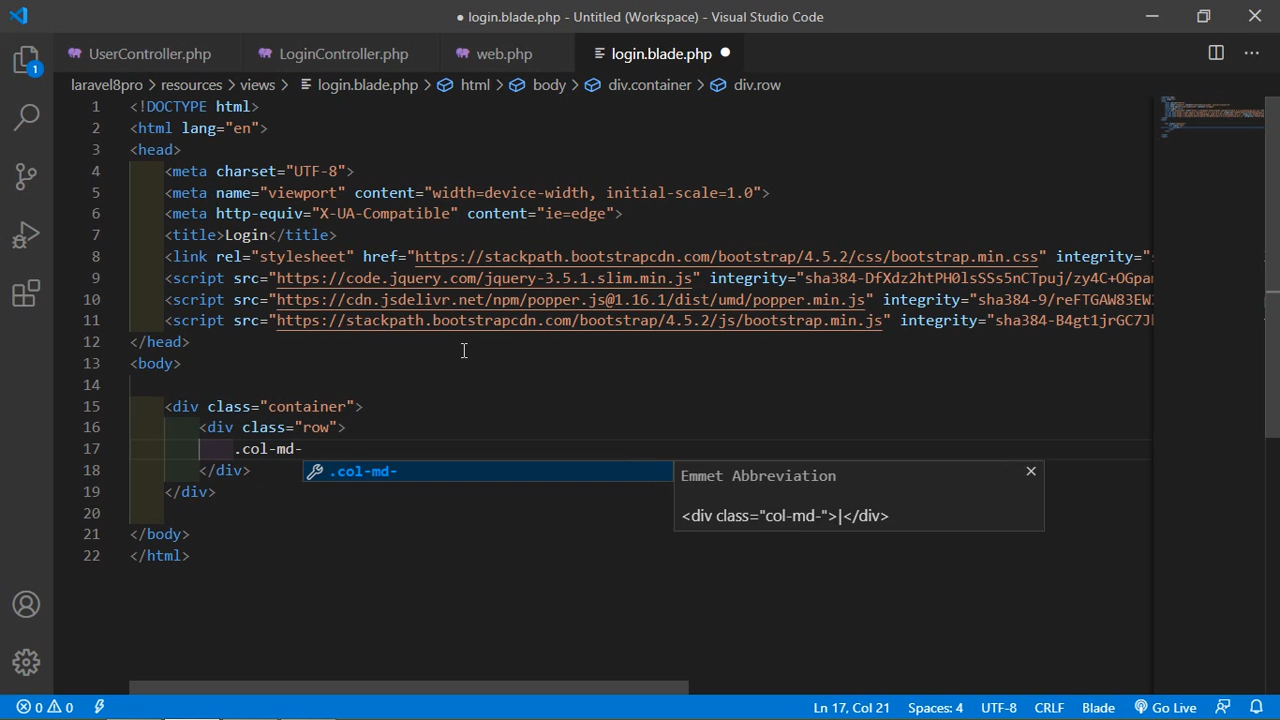 ● login.blade.php - Untitled (Workspace) - Visual Studio Code
UserController.php
LoginController.php
web.php
login.blade.php
1
laravel8pro > resources > views > login.blade.php > html > body > div.container > div.row
1 <!DOCTYPE html>
2 <html lang="en">
3 <head>
4 <meta charset="UTF-8">
5 <meta name="viewport" content="width=device-width, initial-scale=1.0">
6 <meta http-equiv="X-UA-Compatible" content="ie=edge">
7 <title>Login</title>
8 <link rel="stylesheet" href="https://stackpath.bootstrapcdn.com/bootstrap/4.5.2/css/bootstrap.min.css" integrity="
9 <script src="https://code.jquery.com/jquery-3.5.1.slim.min.js" integrity="sha384-DfXdz2htPH0lsSSs5nCTpuj/zy4C+OGpam
10 <script src="https://cdn.jsdelivr.net/npm/popper.js@1.16.1/dist/umd/popper.min.js" integrity="sha384-9/reFTGAW83EW
11 <script src="https://stackpath.bootstrapcdn.com/bootstrap/4.5.2/js/bootstrap.min.js" integrity="sha384-B4gt1jrGC7J
12 </head>
13 <body>
14
15 <div class="container">
16 <div class="row">
17 .col-md-
18 </div>
.col-md-
Emmet Abbreviation
<div class="col-md-">|</div>
19 </div>
20
21 </body>
22 </html>
0 0
Ln 17, Col 21
Spaces: 4
UTF-8
CRLF
Blade
Go Live